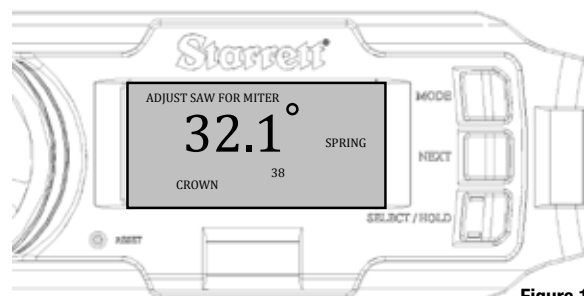 Starrett
ADJUST SAW FOR MITER
MODE
32.1°
SPRING
NEXT
38
CROWN
SELECT / HOLD
RESET
Figure 1